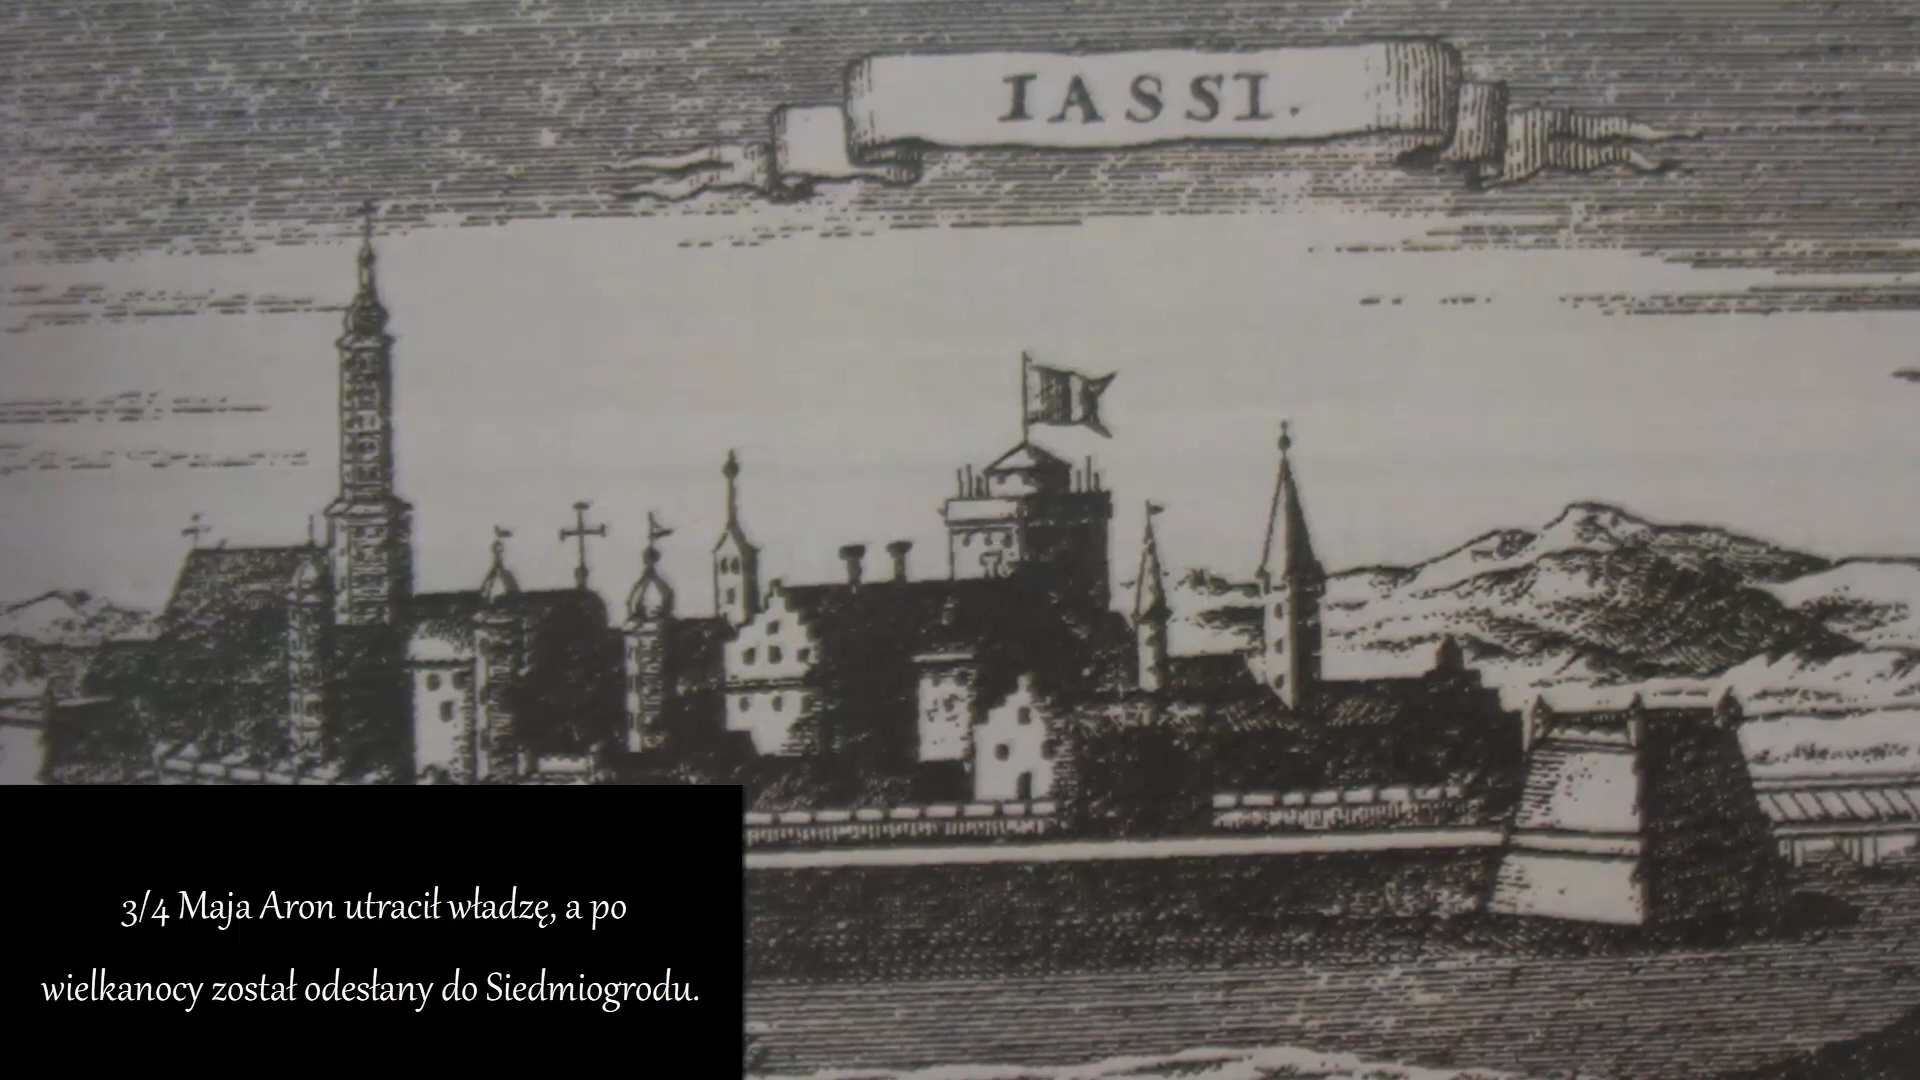 IASSI.
3/4 Maja Aron utracił władzę, a po
wielkanocy został odesłany do Siedmiogrodu.